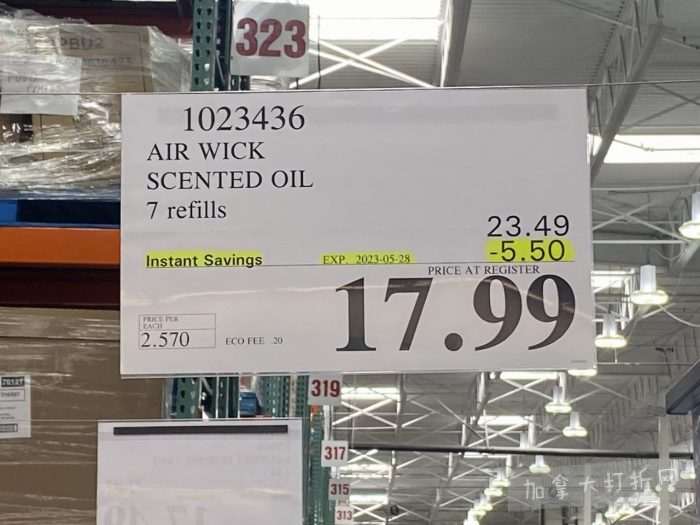 323
1023436
AIR WICK
SCENTED OIL
7 refills
23.49
-5.50
Instant Savings EXP. 2023-05-28
PRICE AT REGISTER
17.99
PRICE PER
EACH
2.570
ECO FEE .20
319
317
315
313
加拿大打折网